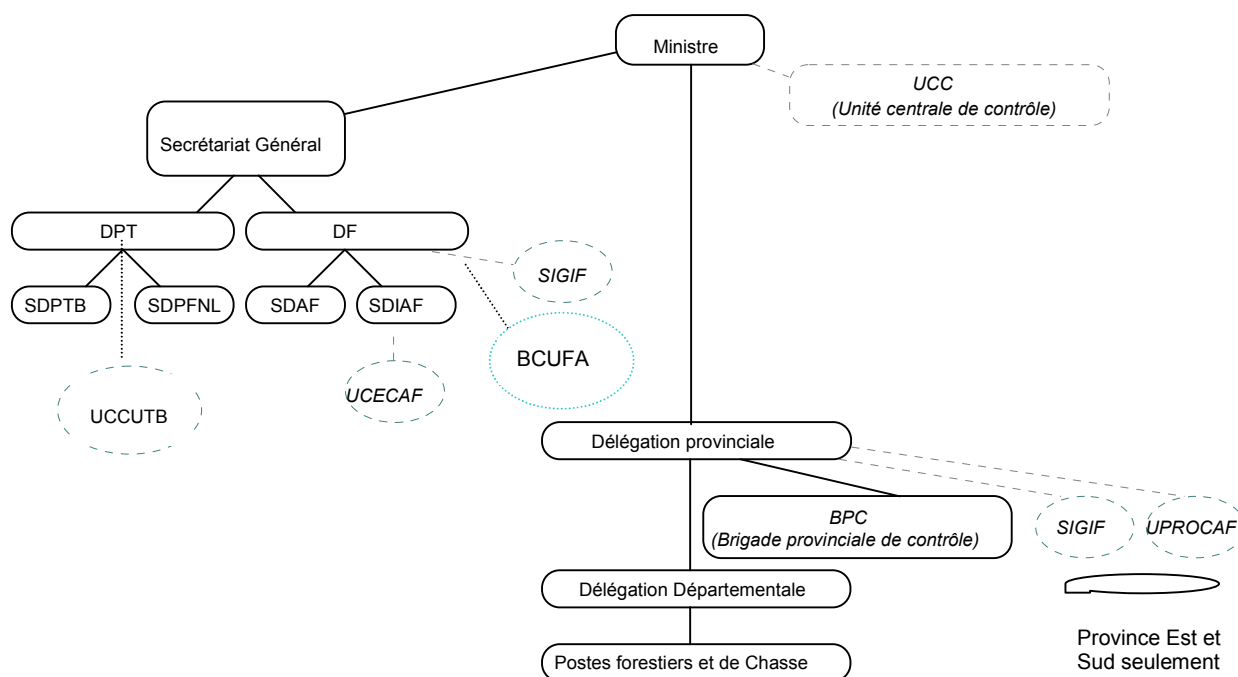 Ministre
UCC
(Unité centrale de contrôle)
Secrétariat Général
DPT
DF
SIGIF
SDPTB
SDPFNL
SDAF
SDIAF
BCUFA
UCECAF
UCCUTB
Délégation provinciale
BPC
(Brigade provinciale de contrôle)
SIGIF
UPROCAF
Délégation Départementale
Province Est et
Sud seulement
Postes forestiers et de Chasse